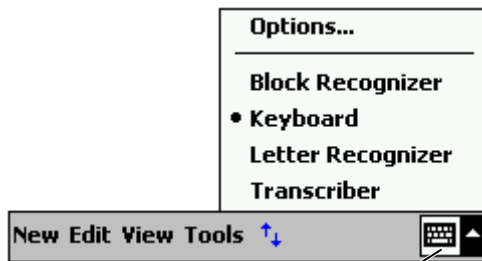 Options...
Block Recognizer
Keyboard
Letter Recognizer
Transcriber
New Edit View Tools